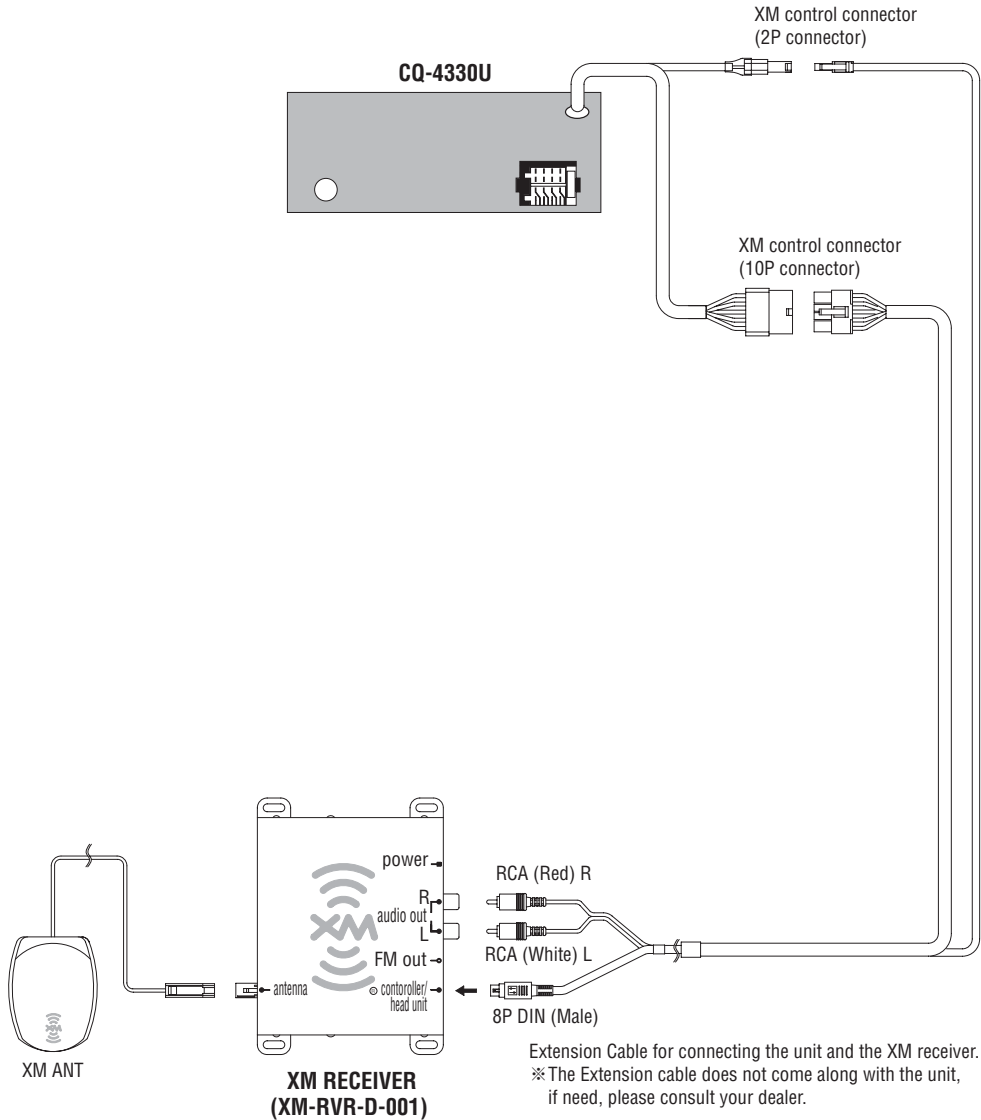 XM control connector
(2P connector)
CQ-4330U
XM control connector
(10P connector)
power
R
audio out
L
FM out
antenna
contoroller/
head unit
XM
RCA (Red) R
RCA (White) L
8P DIN (Male)
XM
XM ANT
XM RECEIVER
(XM-RVR-D-001)
Extension Cable for connecting the unit and the XM receiver.
※The Extension cable does not come along with the unit,
if need, please consult your dealer.